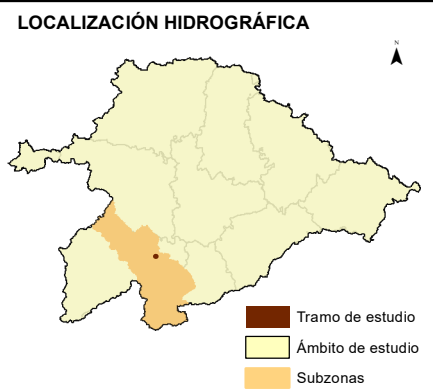 LOCALIZACIÓN HIDROGRÁFICA
N
Tramo de estudio
Ámbito de estudio
Subzonas